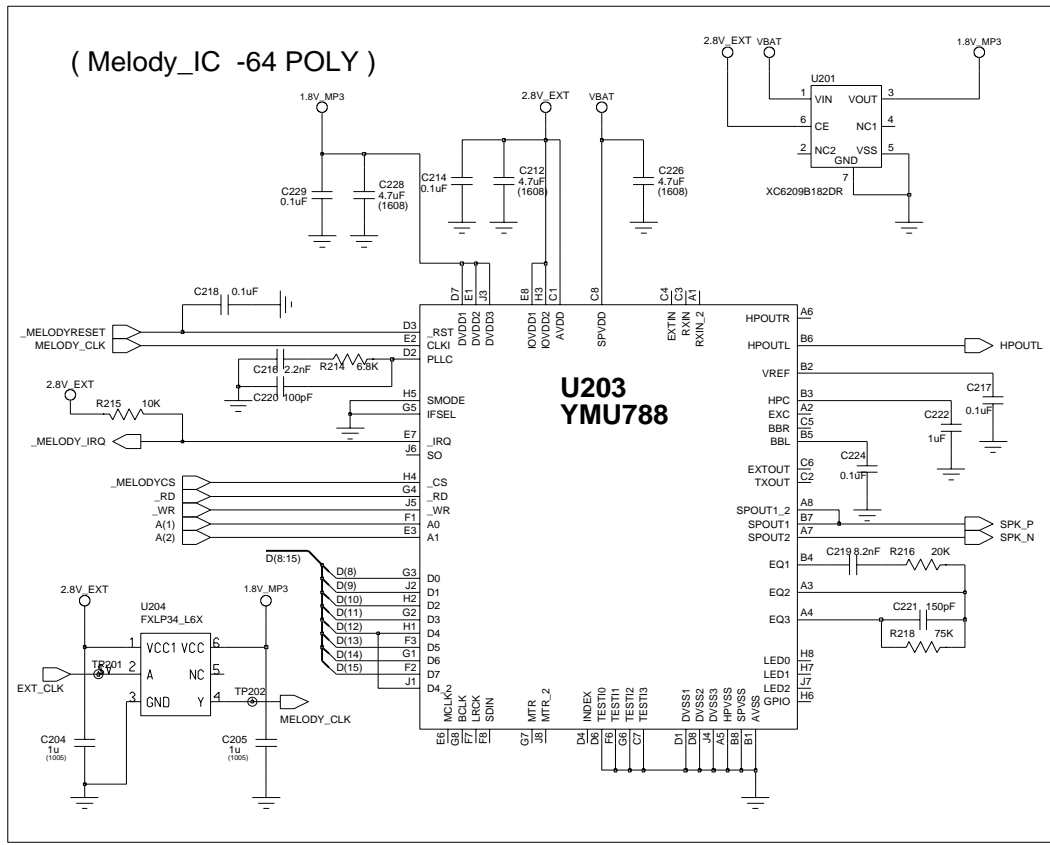 ( Melody_IC -64 POLY )
2.8V_EXT
VBAT
1.8V_MP3
U201
1
VIN
VOUT
3
6
CE
NC1
4
2
NC2
VSS
5
GND
7
XC6209B182DR
1.8V_MP3
2.8V_EXT
VBAT
C229
0.1uF
C228
4.7uF
(1608)
C214
0.1uF
C212
4.7uF
(1608)
C226
4.7uF
(1608)
D7
E1
J3
E8
H3
C1
C8
C4
C3
A1
DVDD1
DVDD2
DVDD3
IOVDD1
IOVDD2
AVDD
SPVDD
EXTIN
RXIN
RXIN_2
U203
YMU788
C218
0.1uF
_MELODYRESET
D3
_RST
MELODY_CLK
E2
CLKI
D2
PLLC
C216
2.2nF
R214
6.8K
C220
100pF
2.8V_EXT
R215
10K
H5
SMODE
G5
IFSEL
_MELODY_IRQ
E7
_IRQ
J6
SO
_MELODYCS
H4
_CS
_RD
G4
_RD
_WR
J5
_WR
A(1)
F1
A0
A(2)
E3
A1
D(8:15)
D(8)
G3
D0
D(9)
J2
D1
D(10)
H2
D2
D(11)
G2
D3
D(12)
H1
D4
D(13)
F3
D5
D(14)
G1
D6
D(15)
F2
D7
J1
D4_2
HPOUTR
A6
HPOUTL
B6
HPOUTL
VREF
B2
C217
0.1uF
HPC
B3
C222
1uF
EXC
A2
BBR
C5
BBL
B5
C224
0.1uF
EXTOUT
C6
TXOUT
C2
SPOUT1_2
A8
SPOUT1
B7
SPK_P
SPOUT2
A7
SPK_N
EQ1
B4
C219
8.2nF
R216
20K
EQ2
A3
EQ3
A4
C221
150pF
R218
75K
LED0
H8
LED1
H7
LED2
J7
GPIO
H6
MCLK
BCLK
LRCK
SDIN
MTR
MTR_2
INDEX
TESTI0
TESTI1
TESTI2
TESTI3
DVSS1
DVSS2
DVSS3
HPVSS
SPVSS
AVSS
E6
G8
F7
F8
G7
J8
D4
D6
F6
G6
C7
D1
D8
J4
A5
B8
B1
2.8V_EXT
1.8V_MP3
U204
FXLP34_L6X
1
VCC1
VCC
6
EXT_CLK
TP201
2
A
NC
5
3
GND
Y
4
TP202
MELODY_CLK
C204
1u
(1005)
C205
1u
(1005)